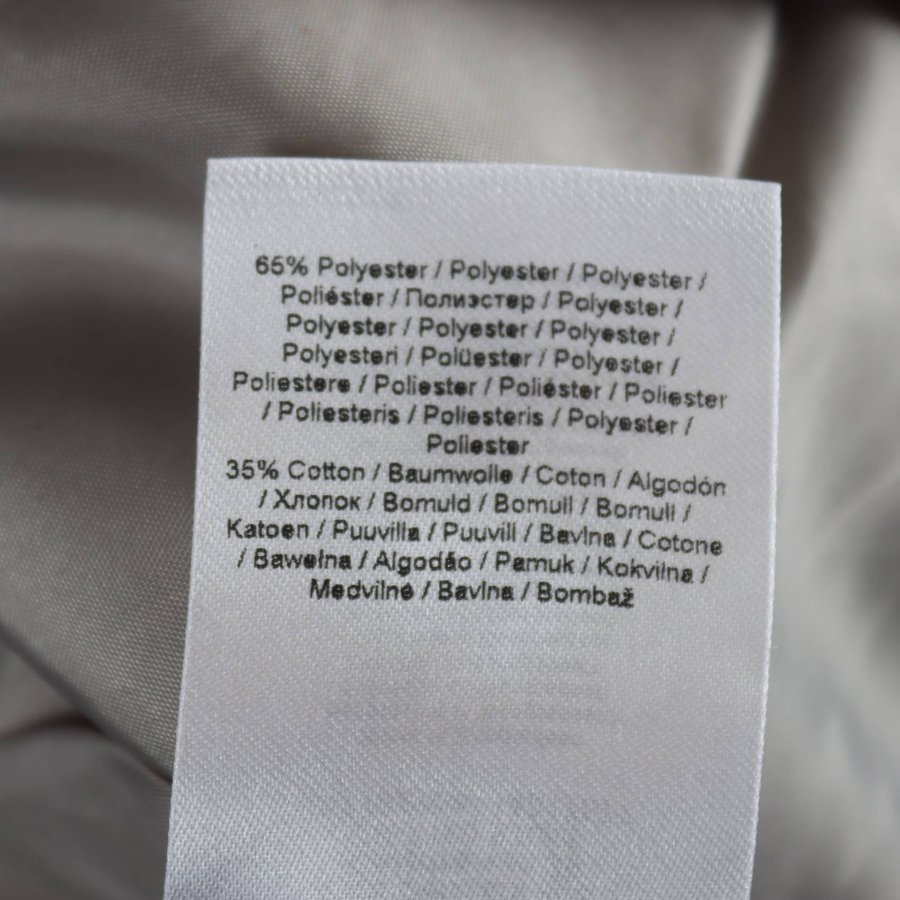 65% Polyester / Polyester / Polyester /
Poliéster / Полиэстер / Polyester /
Polyester / Polyester / Polyester /
Polyesteri / Polüester / Polyester /
Poliestere / Poliester / Poliéster / Poliester
/ Poliesteris / Poliesteris / Polyester /
Poliester
35% Cotton / Baumwolle / Coton / Algodón
/ Хлопок / Bomuld / Bomull / Bomull /
Katoen / Puuvilla / Puuvill / Bavlna / Cotone
/ Bawełna / Algodão / Pamuk / Kokvilna /
Medvilnė / Bavlna / Bombaž